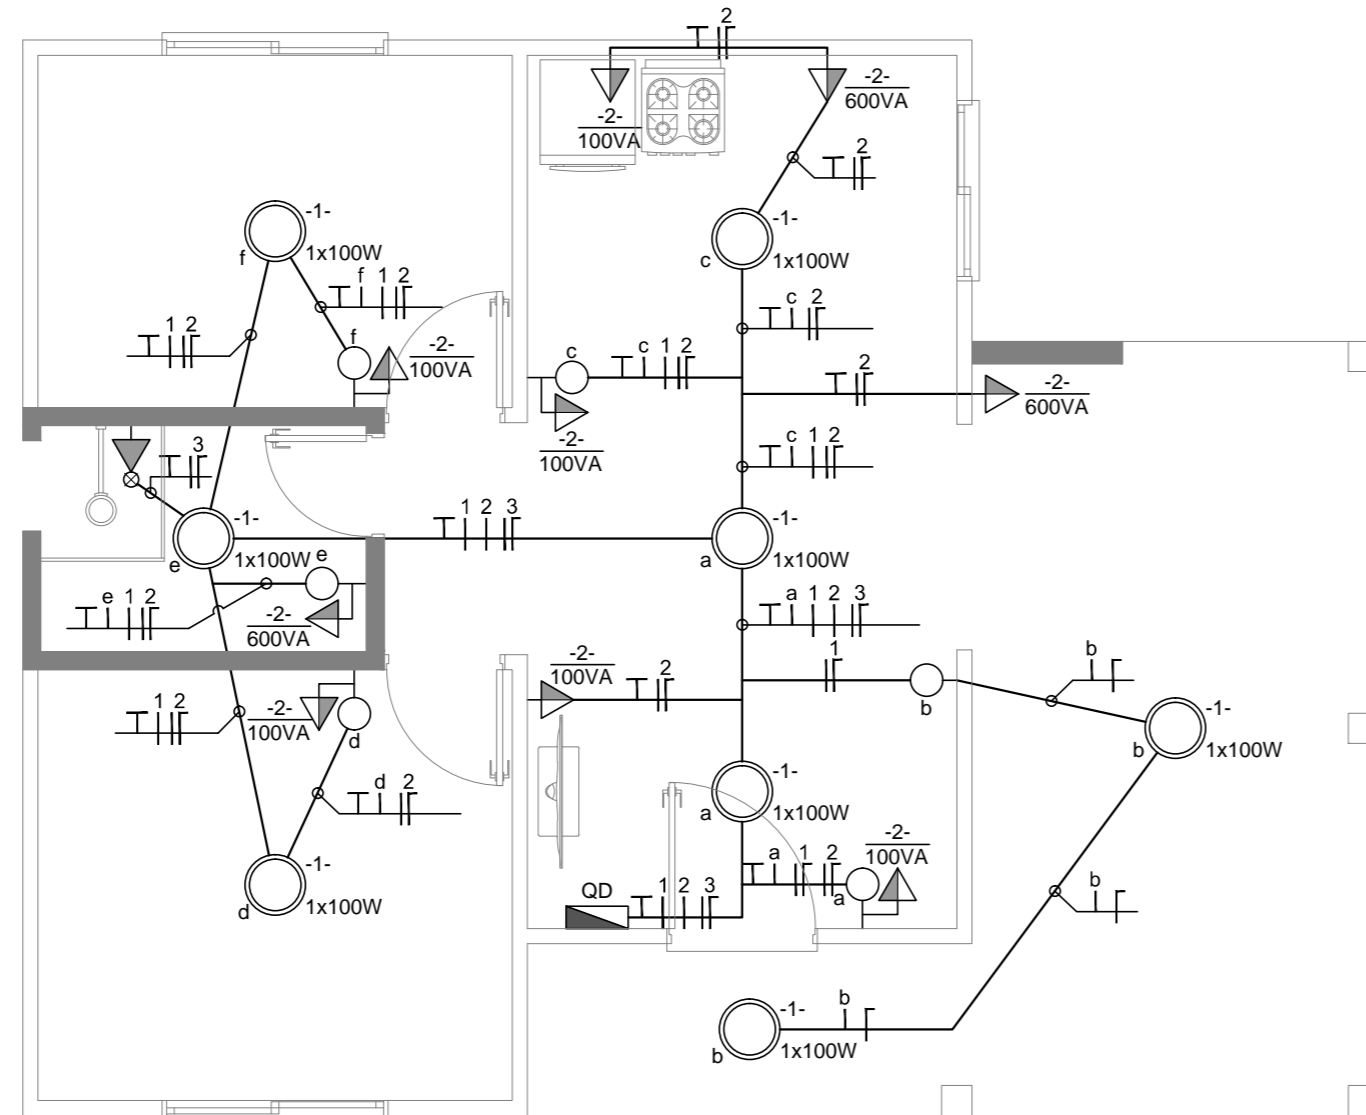 2
-2-
600VA
-2-
100VA
2
-1-
f
1x100W
-1-
c
1x100W
f 1 2
c 2
1 2
f
-2-
100VA
c
c 1 2
2
-2-
600VA
-2-
100VA
3
c 1 2
-1-
e
1x100W
1 2 3
-1-
a
1x100W
e
e 1 2
-2-
600VA
a 1 2 3
-2-
100VA
2
1
b
b
-1-
b
1x100W
1 2
-2-
100VA
d
d 2
-1-
a
1x100W
-1-
d
1x100W
a 1 2
-2-
100VA
a
QD
1 2 3
b
-1-
b
1x100W
b